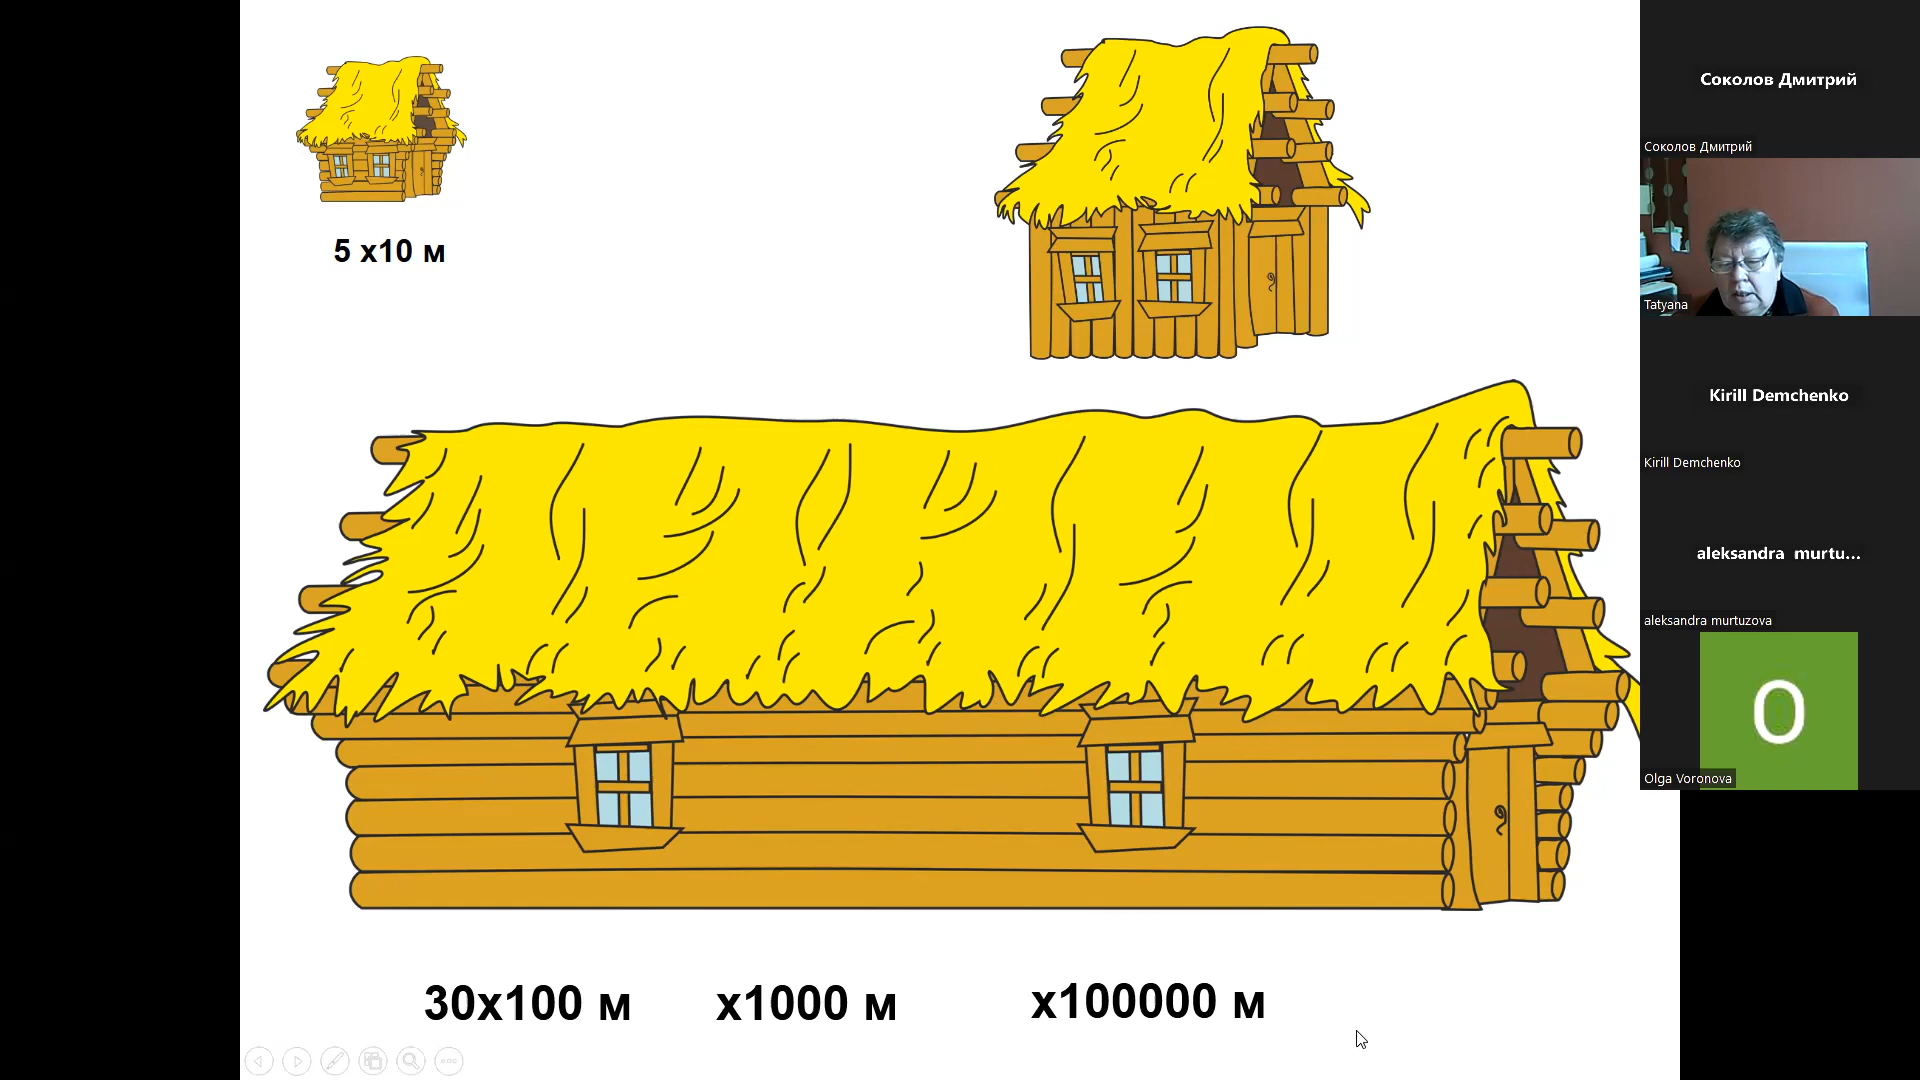 5 х10 м
30х100 м
х1000 м
х100000 м
Соколов Дмитрий
Соколов Дмитрий
Tatyana
Kirill Demchenko
Kirill Demchenko
aleksandra murtu...
aleksandra murtuzova
O
Olga Voronova